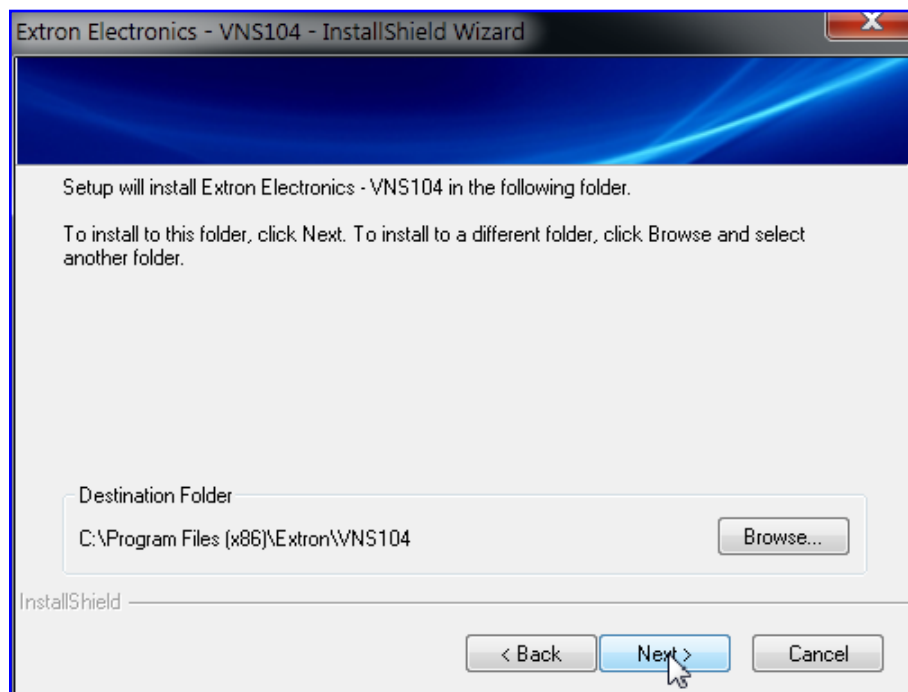 Extron Electronics - VNS104 - InstallShield Wizard
Setup will install Extron Electronics - VNS104 in the following folder.
To install to this folder, click Next. To install to a different folder, click Browse and select
another folder.
Destination Folder
C:\Program Files (x86)\Extron\VNS104
Browse...
InstallShield
< Back
Next >
Cancel